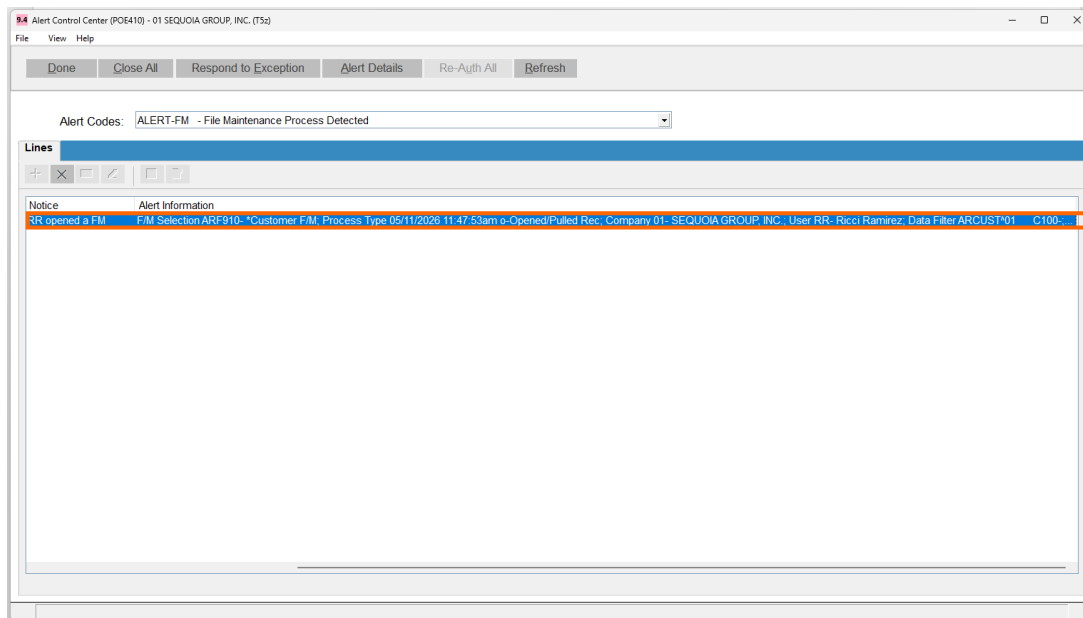 9.4 Alert Control Center (POE410) - 01 SEQUOIA GROUP, INC. (T5z)
File View Help
Done Close All Respond to Exception Alert Details Re-Auth All Refresh
Alert Codes: ALERT-FM - File Maintenance Process Detected
Lines
Notice Alert Information
RR opened a FM F/M Selection ARF910- *Customer F/M; Process Type 05/11/2026 11:47:53am o-Opened/Pulled Rec; Company 01- SEQUOIA GROUP, INC.; User RR- Ricci Ramirez; Data Filter ARCUST^01 C100-;...